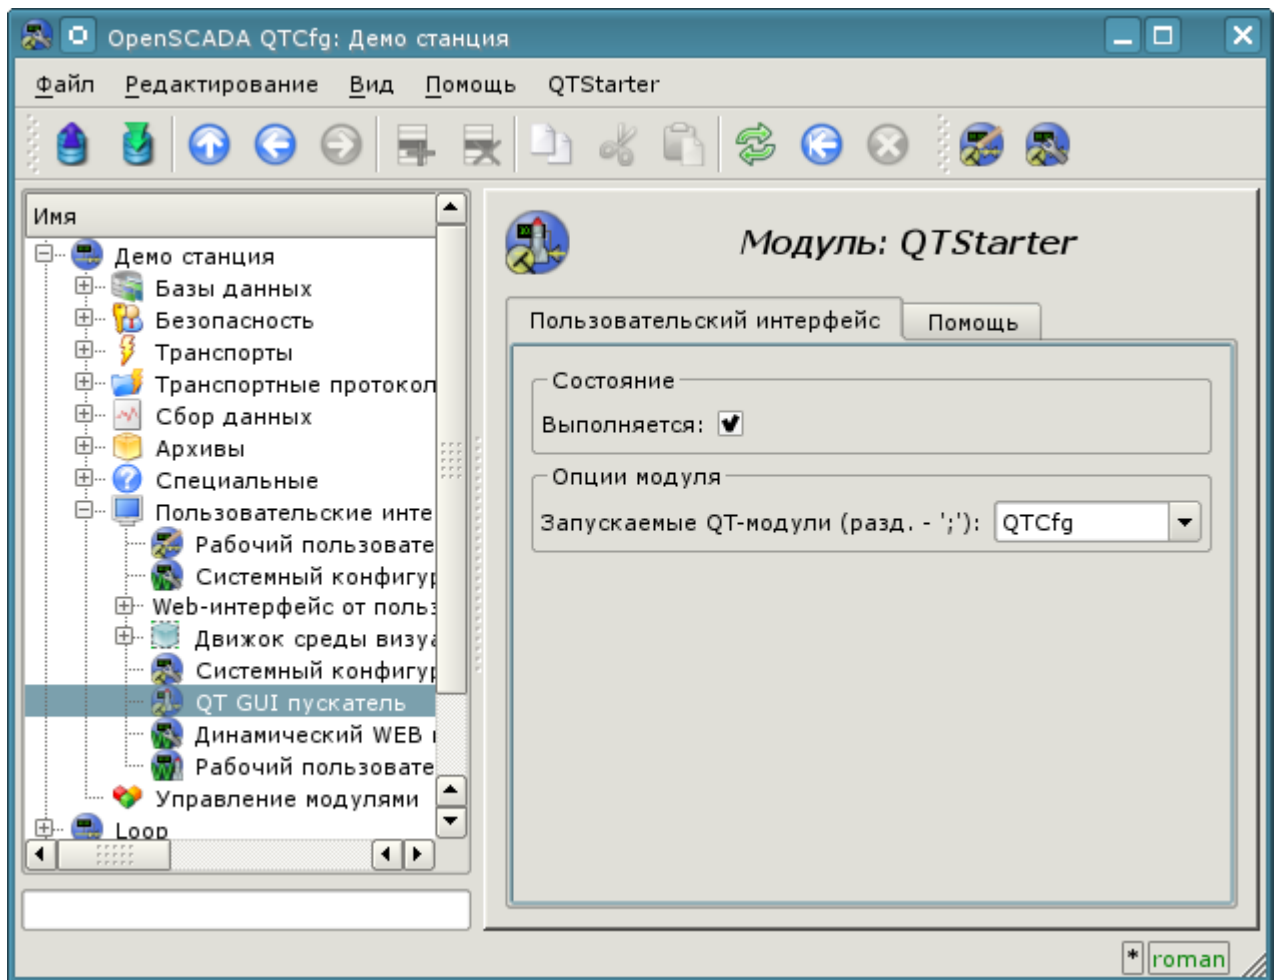 OpenSCADA QTCfg: Демо станция
Файл Редактирование Вид Помощь QTStarter
Имя
Демо станция
Базы данных
Безопасность
Транспорты
Транспортные протокол
Сбор данных
Архивы
Специальные
Пользовательские инте
Рабочий пользовате
Системный конфигур
Web-интерфейс от польз
Движок среды визуа
Системный конфигур
QT GUI пускатель
Динамический WEB
Рабочий пользовате
Управление модулями
Loop
Модуль: QTStarter
Пользовательский интерфейс Помощь
Состояние
Выполняется:
Опции модуля
Запускаемые QT-модули (разд. - ';'): QTCfg
* roman